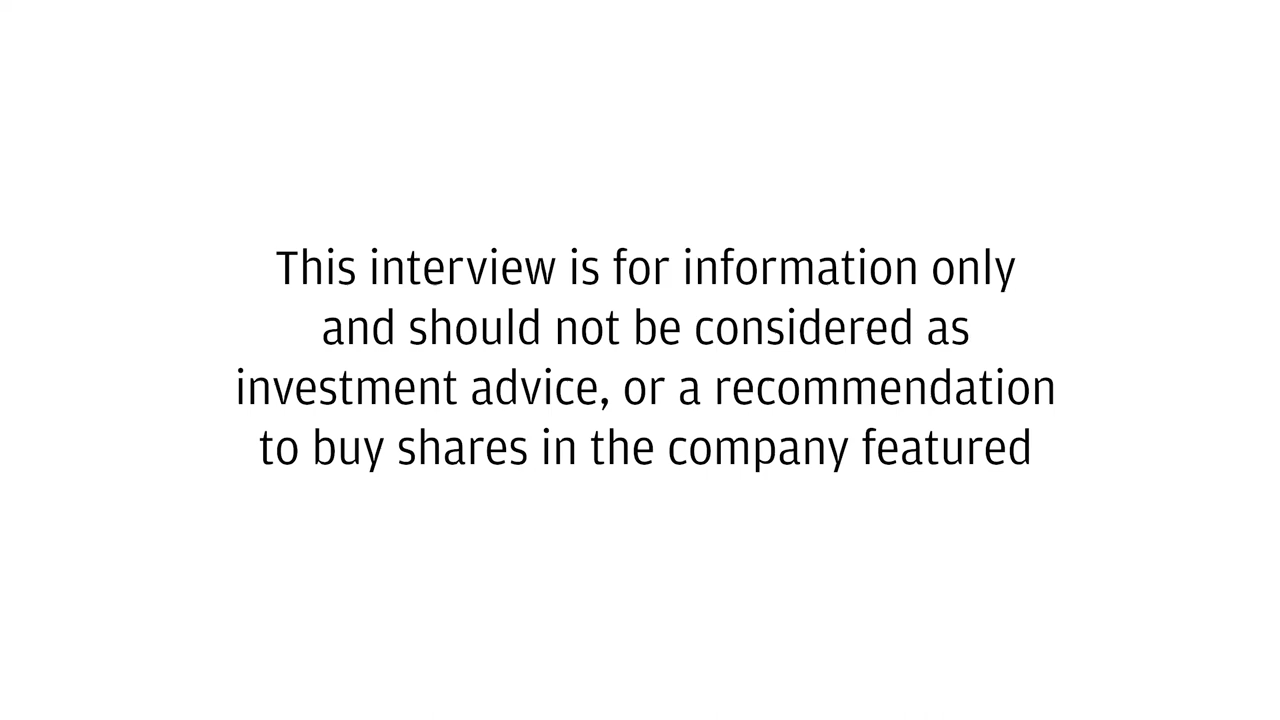 This interview is for information only
and should not be considered as
investment advice, or a recommendation
to buy shares in the company featured